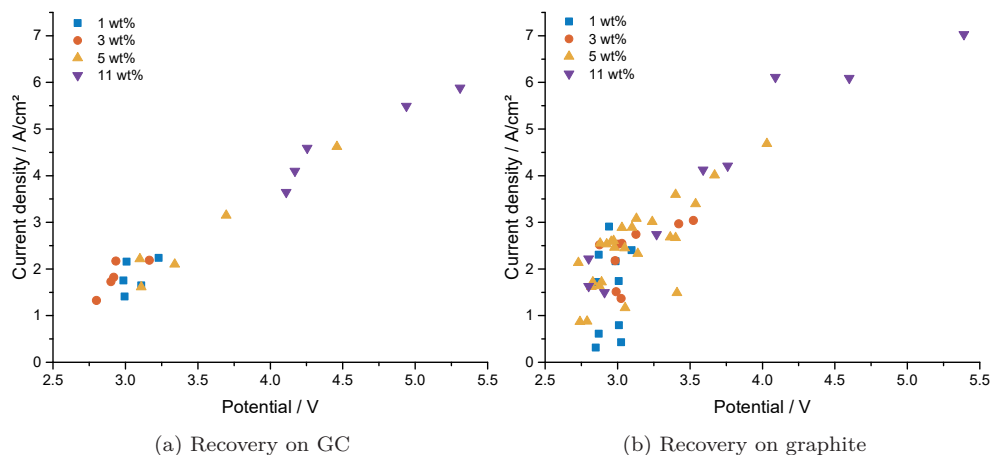 7
6
5
4
3
2
1
0
2.5 3.0 3.5 4.0 4.5 5.0 5.5
Current density / A/cm²
Potential / V
1 wt%
3 wt%
5 wt%
11 wt%
(a) Recovery on GC
7
6
5
4
3
2
1
0
2.5 3.0 3.5 4.0 4.5 5.0 5.5
Current density / A/cm²
Potential / V
1 wt%
3 wt%
5 wt%
11 wt%
(b) Recovery on graphite